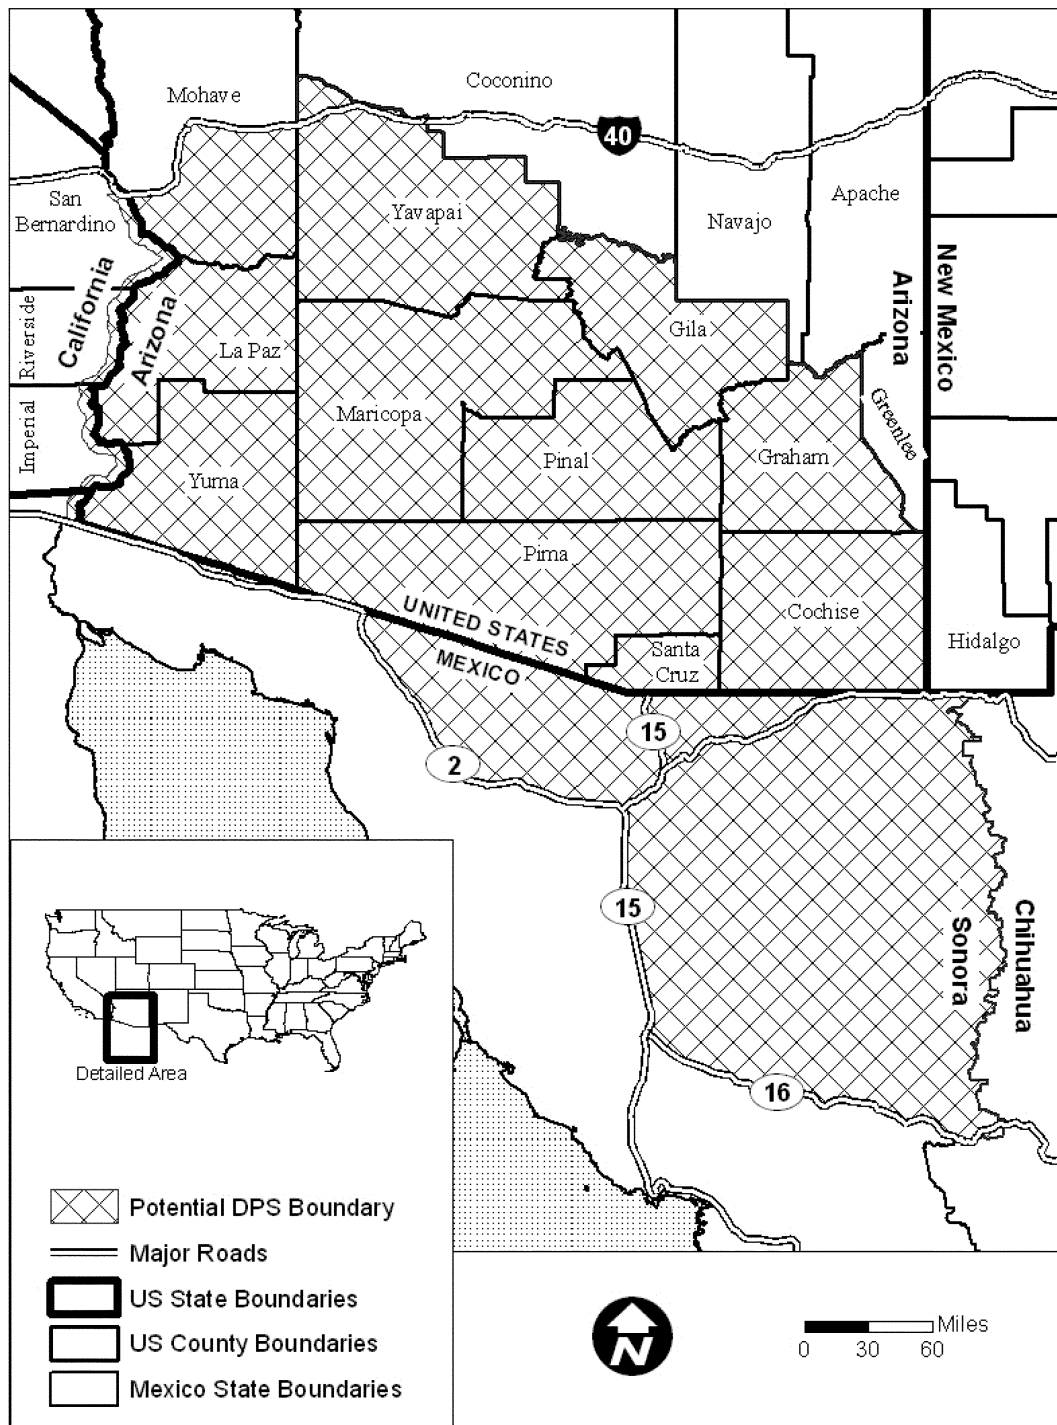 Coconino
Mohave
40
Apache
San
Bernardino
Yavapai
Navajo
California
Arizona
Arizona
New Mexico
Riverside
La Paz
Gila
Maricopa
Greenlee
Imperial
Yuma
Pinal
Graham
Pima
UNITED STATES
MEXICO
Cochise
Santa
Cruz
Hidalgo
15
2
15
Sonora
Chihuahua
16
Detailed Area
Potential DPS Boundary
Major Roads
US State Boundaries
US County Boundaries
Mexico State Boundaries
N
Miles
0 30 60